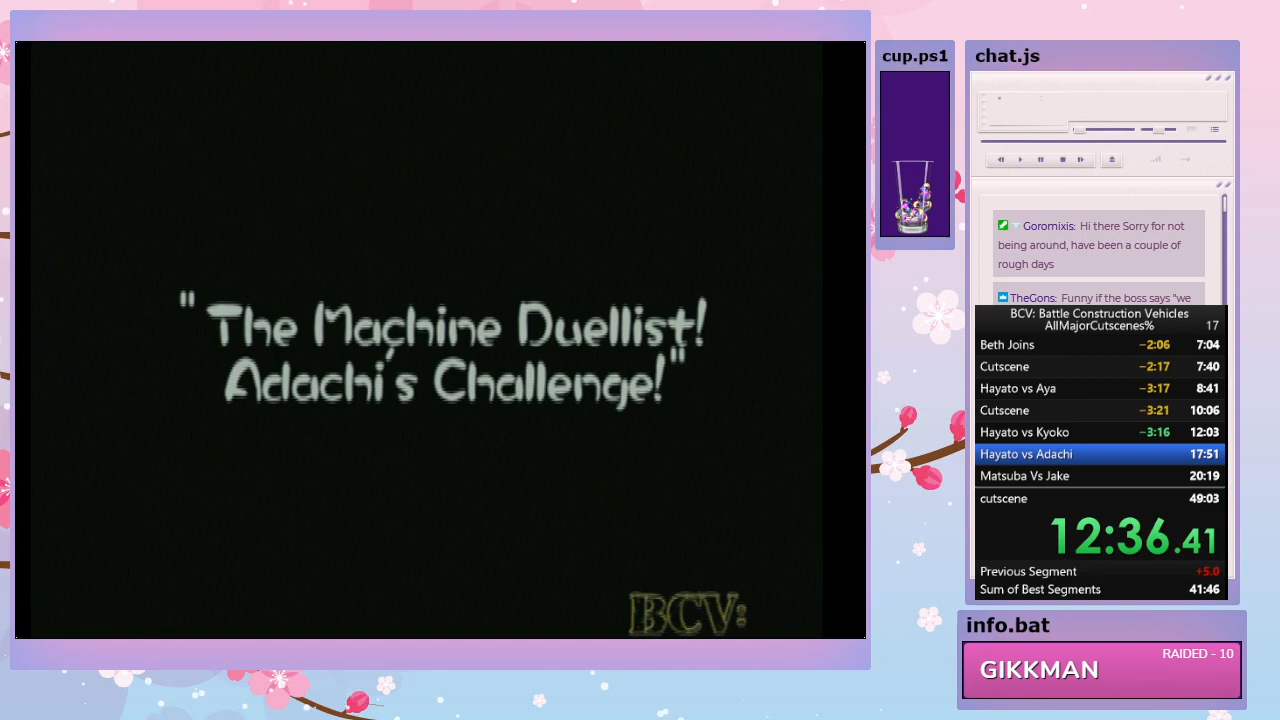 "The Machine Duellist!
Adachi's Challenge!"
BCV:
cup.ps1
chat.js
Goromixis: Hi there Sorry for not
being around, have been a couple of
rough days
TheGons: Funny if the boss says "we
BCV: Battle Construction Vehicles
AllMajorCutscenes% 17
Beth Joins −2:06 7:04
Cutscene −2:17 7:40
Hayato vs Aya −3:17 8:41
Cutscene −3:21 10:06
Hayato vs Kyoko −3:16 12:03
Hayato vs Adachi 17:51
Matsuba Vs Jake 20:19
cutscene 49:03
12:36.41
Previous Segment +5.0
Sum of Best Segments 41:46
info.bat
RAIDED - 10
GIKKMAN